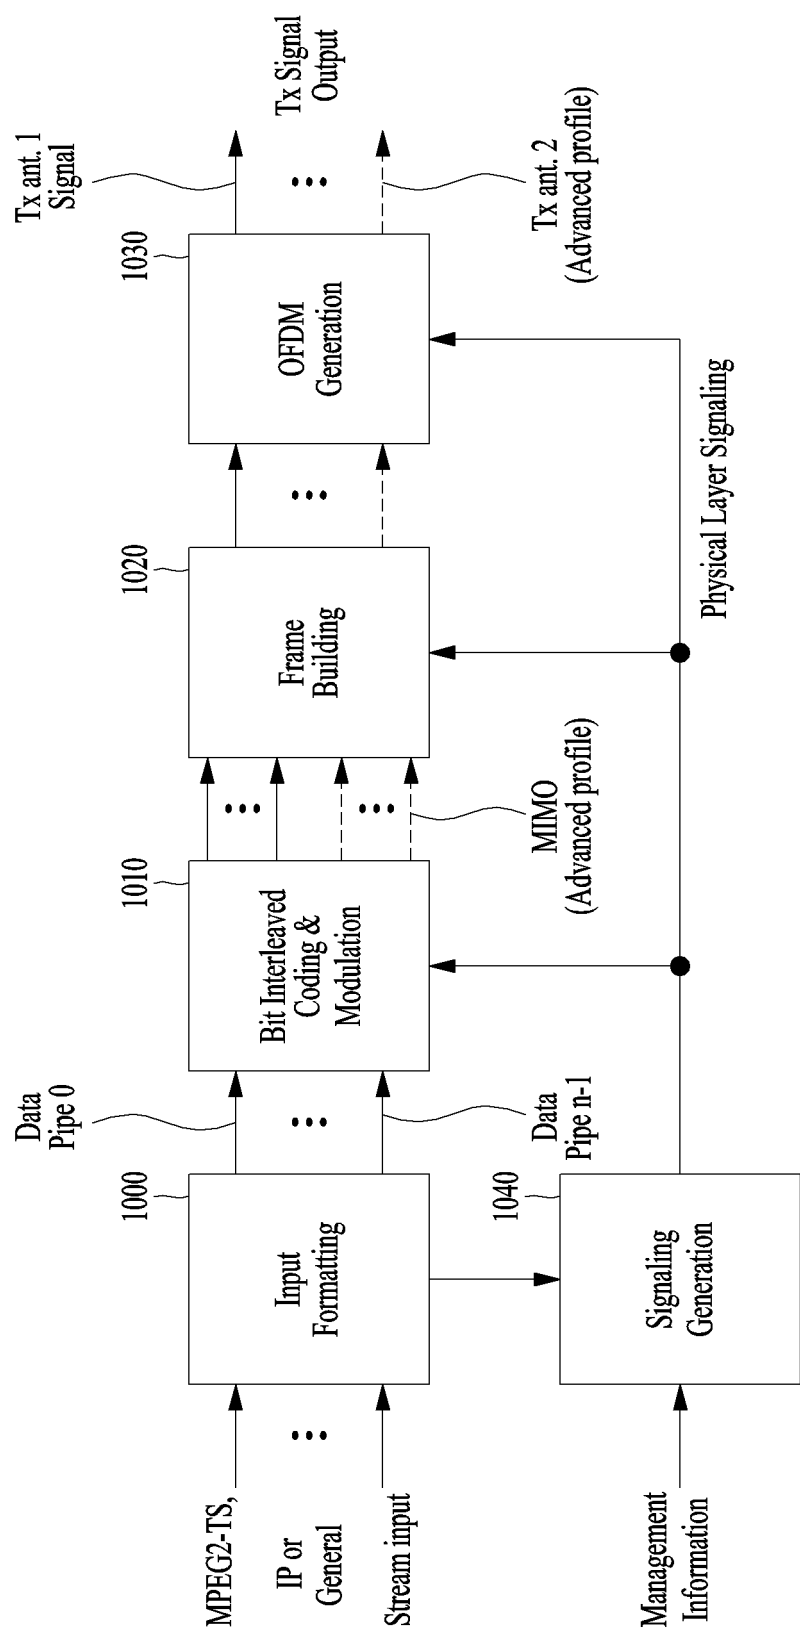 MPEG2-TS,
IP or
General
Stream input
Management
Information
1000
Input
Formatting
1040
Signaling
Generation
Data
Pipe 0
Data
Pipe n-1
1010
Bit Interleaved
Coding &
Modulation
MIMO
(Advanced profile)
1020
Frame
Building
Physical Layer Signaling
1030
OFDM
Generation
Tx ant. 1
Signal
Tx Signal
Output
Tx ant. 2
(Advanced profile)